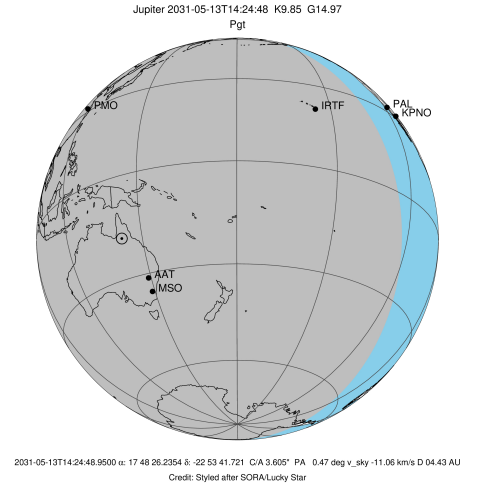 Jupiter 2031-05-13T14:24:48 K9.85 G14.97
Pgt
PMO
IRTF
PAL
KPNO
AAT
MSO
2031-05-13T14:24:48.9500 α: 17 48 26.2354 δ: -22 53 41.721 C/A 3.605" PA 0.47 deg v_sky -11.06 km/s D 04.43 AU
Credit: Styled after SORA/Lucky Star